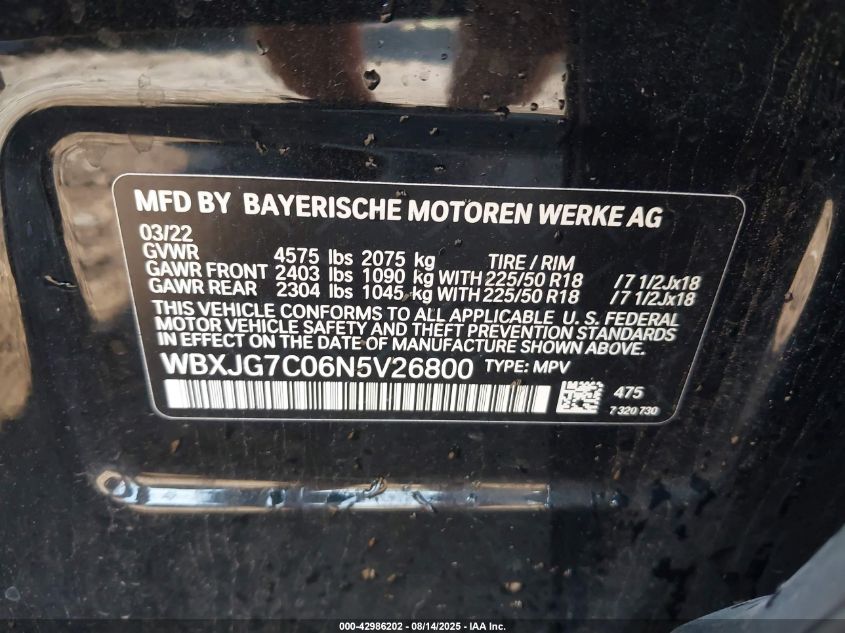 MFD BY BAYERISCHE MOTOREN WERKE AG
03/22
GVWR 4575 lbs 2075 kg TIRE / RIM
GAWR FRONT 2403 lbs 1090 kg WITH 225/50 R18 /7 1/2Jx18
GAWR REAR 2304 lbs 1045 kg WITH 225/50 R18 /7 1/2Jx18
THIS VEHICLE CONFORMS TO ALL APPLICABLE U.S. FEDERAL
MOTOR VEHICLE SAFETY AND THEFT PREVENTION STANDARDS
IN EFFECT ON THE DATE OF MANUFACTURE SHOWN ABOVE.
WBXJG7C06N5V26800 TYPE: MPV
475
7 320 730
000-42986202 - 08/14/2025 - IAA Inc.